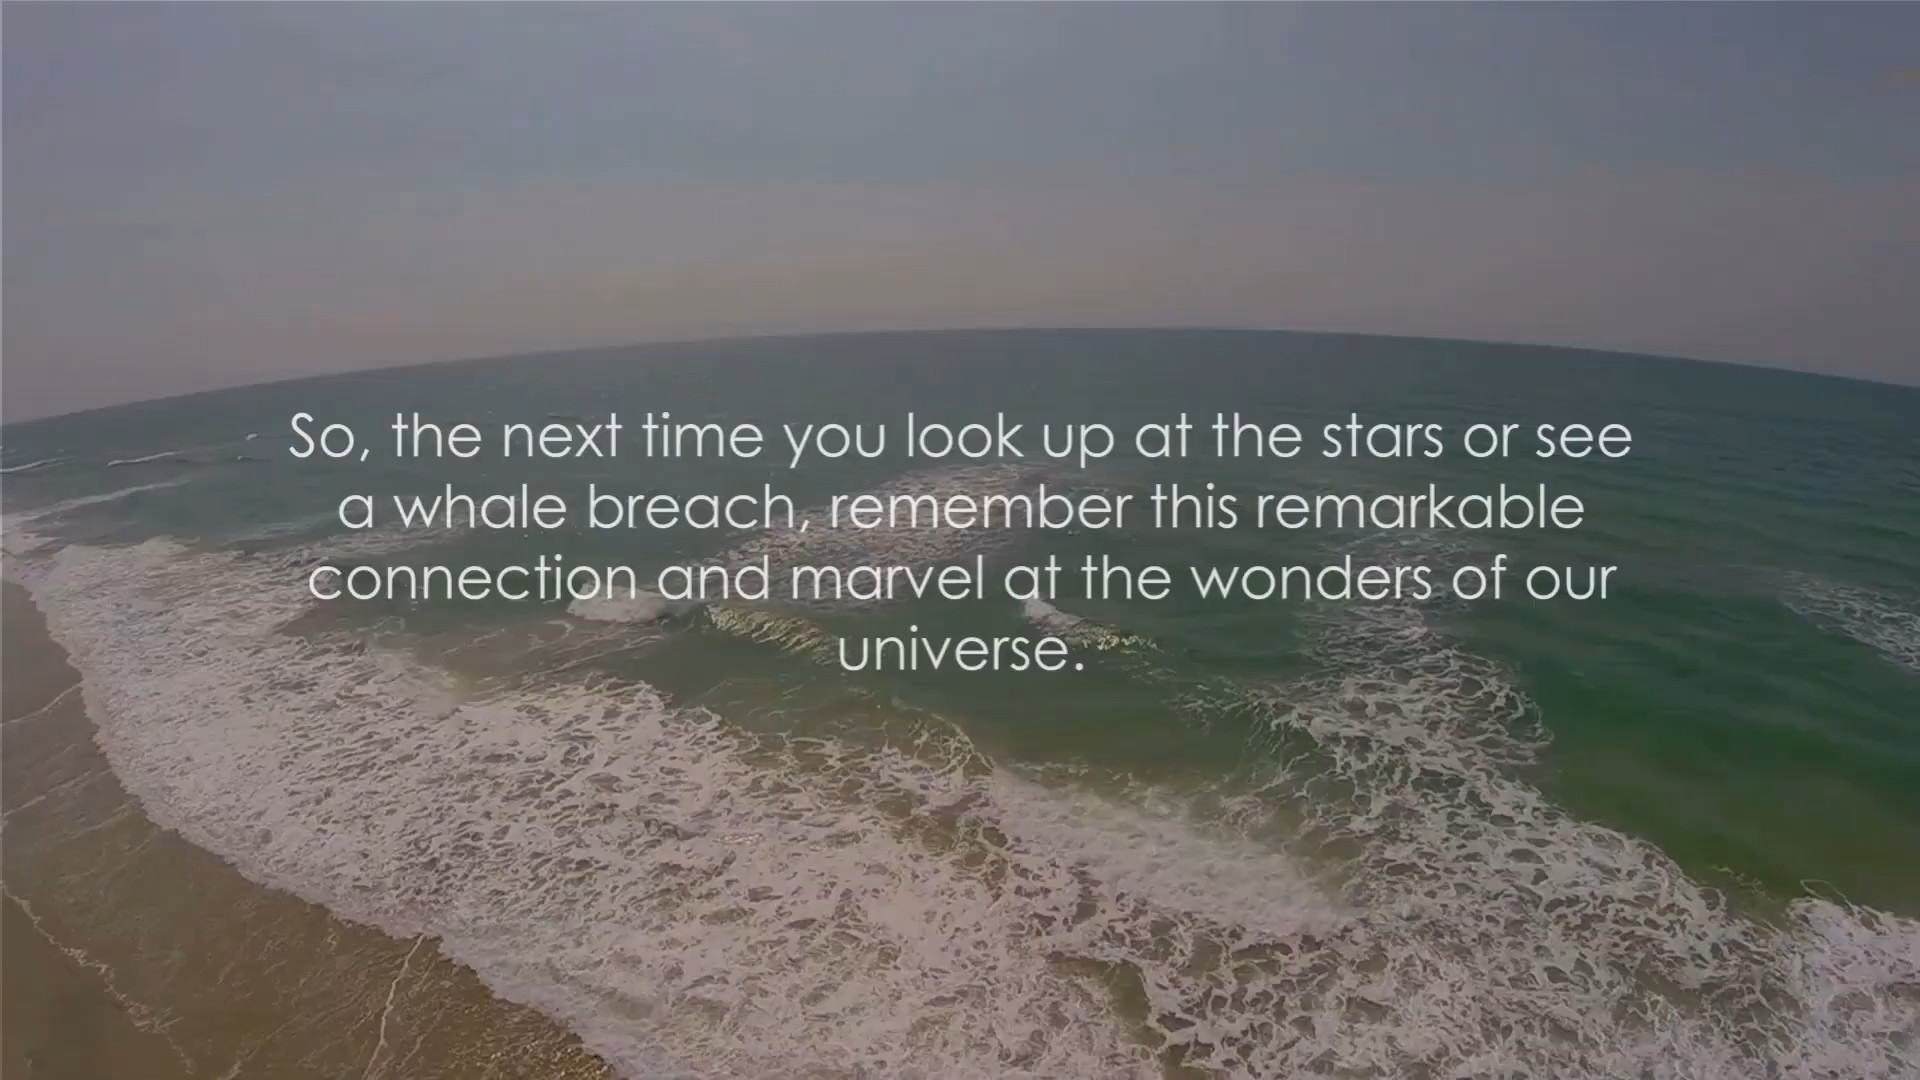 So, the next time you look up at the stars or see
a whale breach, remember this remarkable
connection and marvel at the wonders of our
universe.